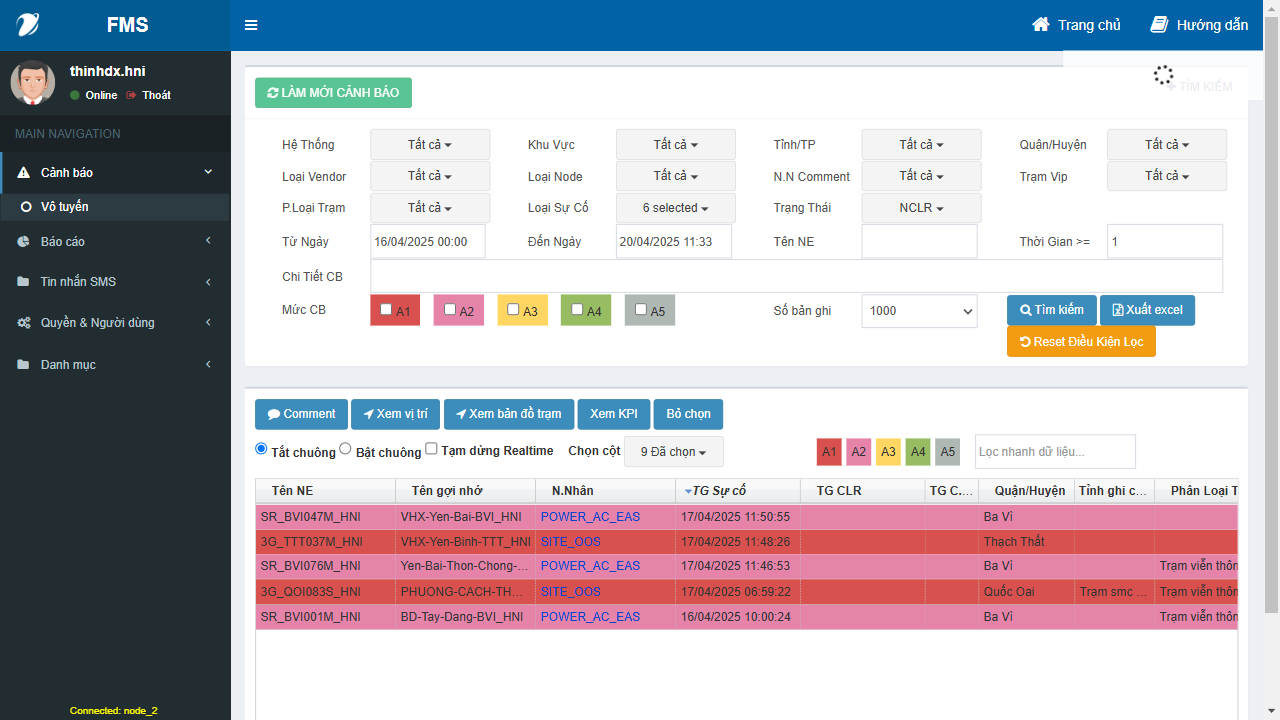 FMS
Trang chủ
Hướng dẫn
thinhdx.hni
Online
Thoát
MAIN NAVIGATION
Cảnh báo
Vô tuyến
Báo cáo
Tin nhắn SMS
Quyền & Người dùng
Danh mục
Connected: node_2
LÀM MỚI CẢNH BÁO
TÌM KIẾM
Hệ Thống Tất cả Khu Vực Tất cả Tỉnh/TP Tất cả Quận/Huyện Tất cả
Loại Vendor Tất cả Loại Node Tất cả N.N Comment Tất cả Trạm Vip Tất cả
P.Loại Trạm Tất cả Loại Sự Cố 6 selected Trạng Thái NCLR
Từ Ngày 16/04/2025 00:00 Đến Ngày 20/04/2025 11:33 Tên NE Thời Gian >= 1
Chi Tiết CB
Mức CB A1 A2 A3 A4 A5 Số bản ghi 1000 Tìm kiếm Xuất excel
Reset Điều Kiện Lọc
Comment Xem vị trí Xem bản đồ trạm Xem KPI Bỏ chọn
Tắt chuông Bật chuông Tạm dừng Realtime Chọn cột 9 Đã chọn A1 A2 A3 A4 A5 Lọc nhanh dữ liệu...
Tên NE Tên gợi nhớ N.Nhân TG Sự cố TG CLR TG C... Quận/Huyện Tỉnh ghi c... Phân Loại T
SR_BVI047M_HNI VHX-Yen-Bai-BVI_HNI POWER_AC_EAS 17/04/2025 11:50:55 Ba Vì
3G_TTT037M_HNI VHX-Yen-Binh-TTT_HNI SITE_OOS 17/04/2025 11:48:26 Thạch Thất
SR_BVI076M_HNI Yen-Bai-Thon-Chong-... POWER_AC_EAS 17/04/2025 11:46:53 Ba Vì Trạm viễn thôn
3G_QOI083S_HNI PHUONG-CACH-TH... SITE_OOS 17/04/2025 06:59:22 Quốc Oai Trạm smc ... Trạm viễn thôn
SR_BVI001M_HNI BD-Tay-Dang-BVI_HNI POWER_AC_EAS 16/04/2025 10:00:24 Ba Vì Trạm viễn thôn